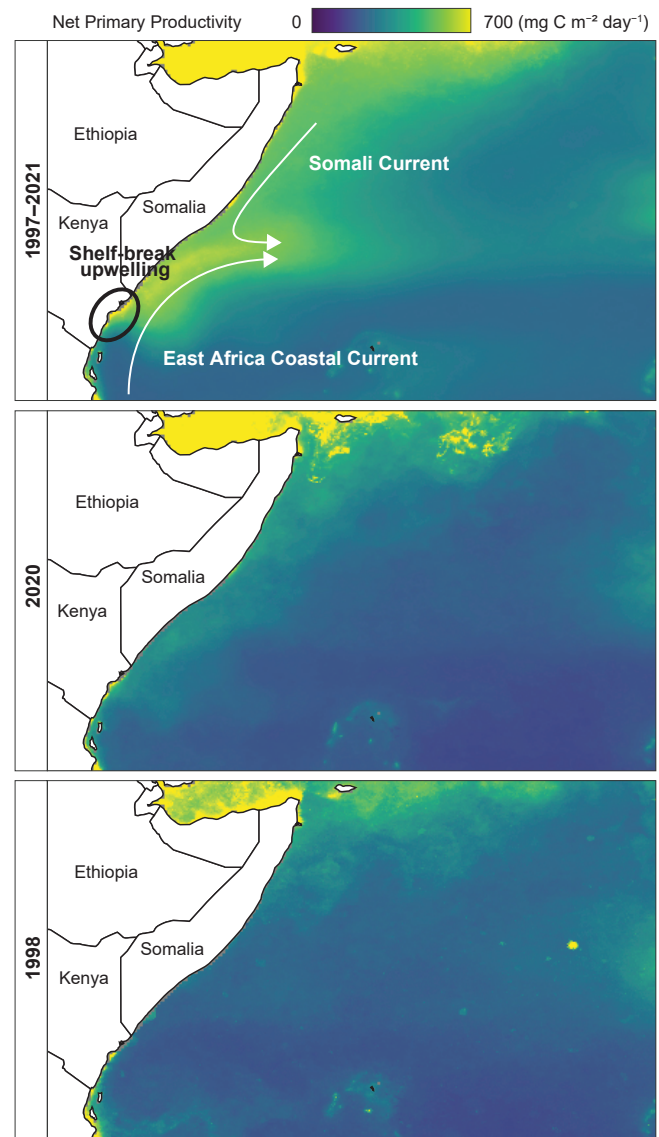 Net Primary Productivity 0 700 (mg C m⁻² day⁻¹)
1997–2021
Ethiopia
Somali Current
Kenya
Somalia
Shelf-break
upwelling
East Africa Coastal Current
2020
Ethiopia
Somalia
Kenya
1998
Ethiopia
Somalia
Kenya